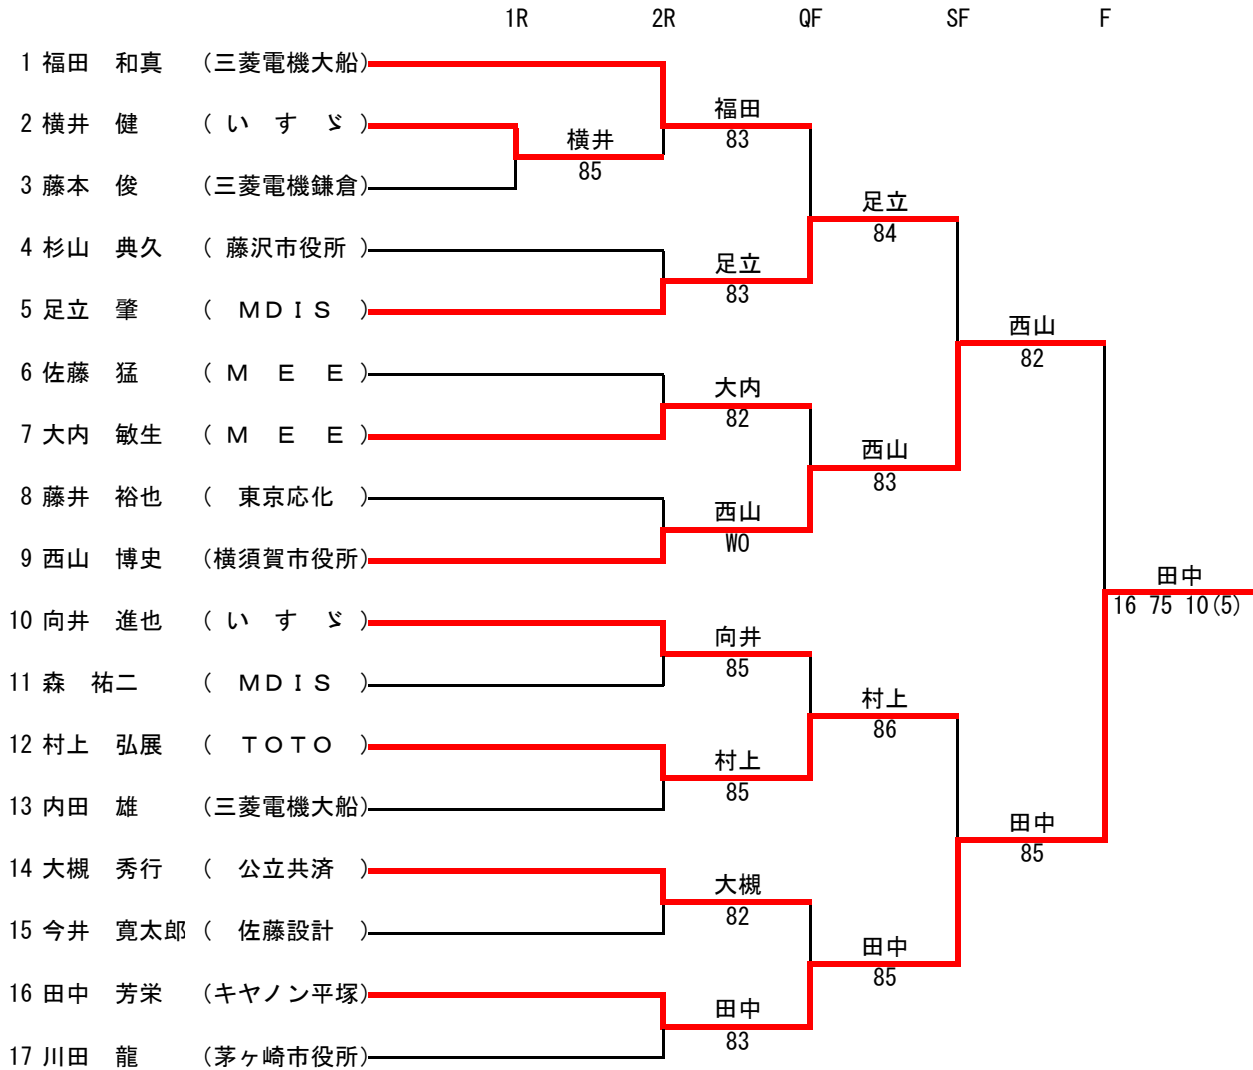 1R 2R QF SF F
1 福田 和真 (三菱電機大船)
福田
2 横井 健 (いすゞ)
横井
83
85
3 藤本 俊 (三菱電機鎌倉)
足立
84
4 杉山 典久 (藤沢市役所)
足立
83
5 足立 肇 (MDIS)
西山
82
6 佐藤 猛 (MEE)
大内
82
7 大内 敏生 (MEE)
西山
83
8 藤井 裕也 (東京応化)
西山
WO
9 西山 博史 (横須賀市役所)
田中
16 75 10(5)
10 向井 進也 (いすゞ)
向井
85
11 森 祐二 (MDIS)
村上
86
12 村上 弘展 (TOTO)
村上
85
13 内田 雄 (三菱電機大船)
田中
85
14 大槻 秀行 (公立共済)
大槻
82
15 今井 寛太郎 (佐藤設計)
田中
85
16 田中 芳栄 (キヤノン平塚)
田中
83
17 川田 龍 (茅ヶ崎市役所)